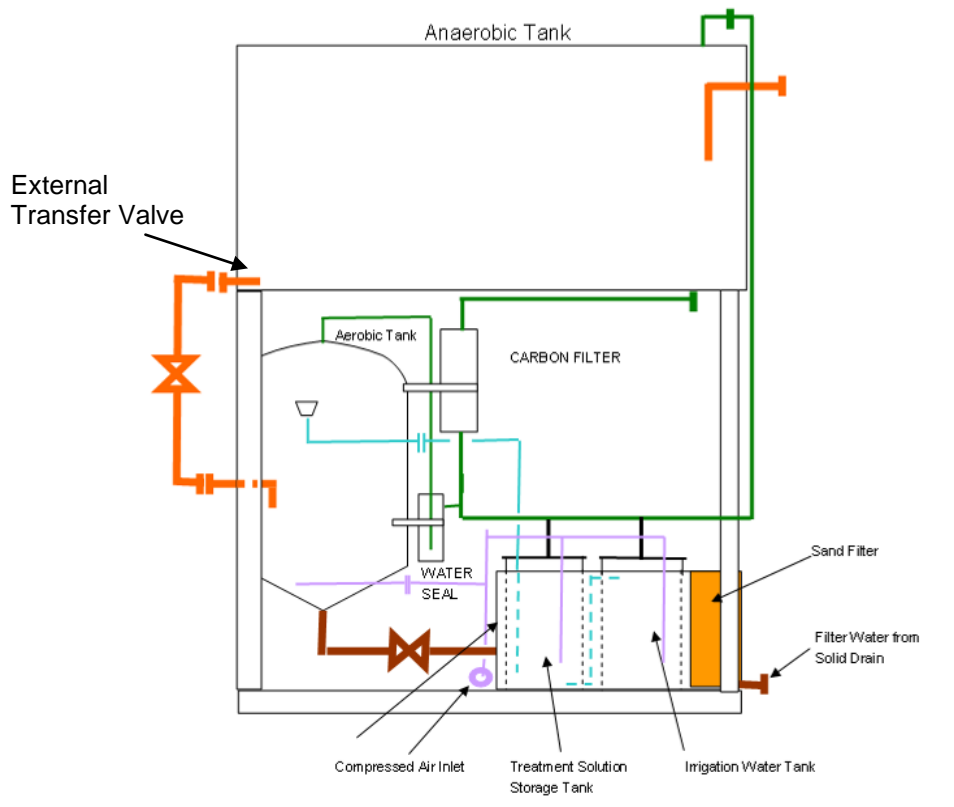 Anaerobic Tank
External
Transfer Valve
Aerobic Tank
CARBON FILTER
WATER
SEAL
Sand Filter
Filter Water from
Solid Drain
Compressed Air Inlet
Treatment Solution
Storage Tank
Irrigation Water Tank